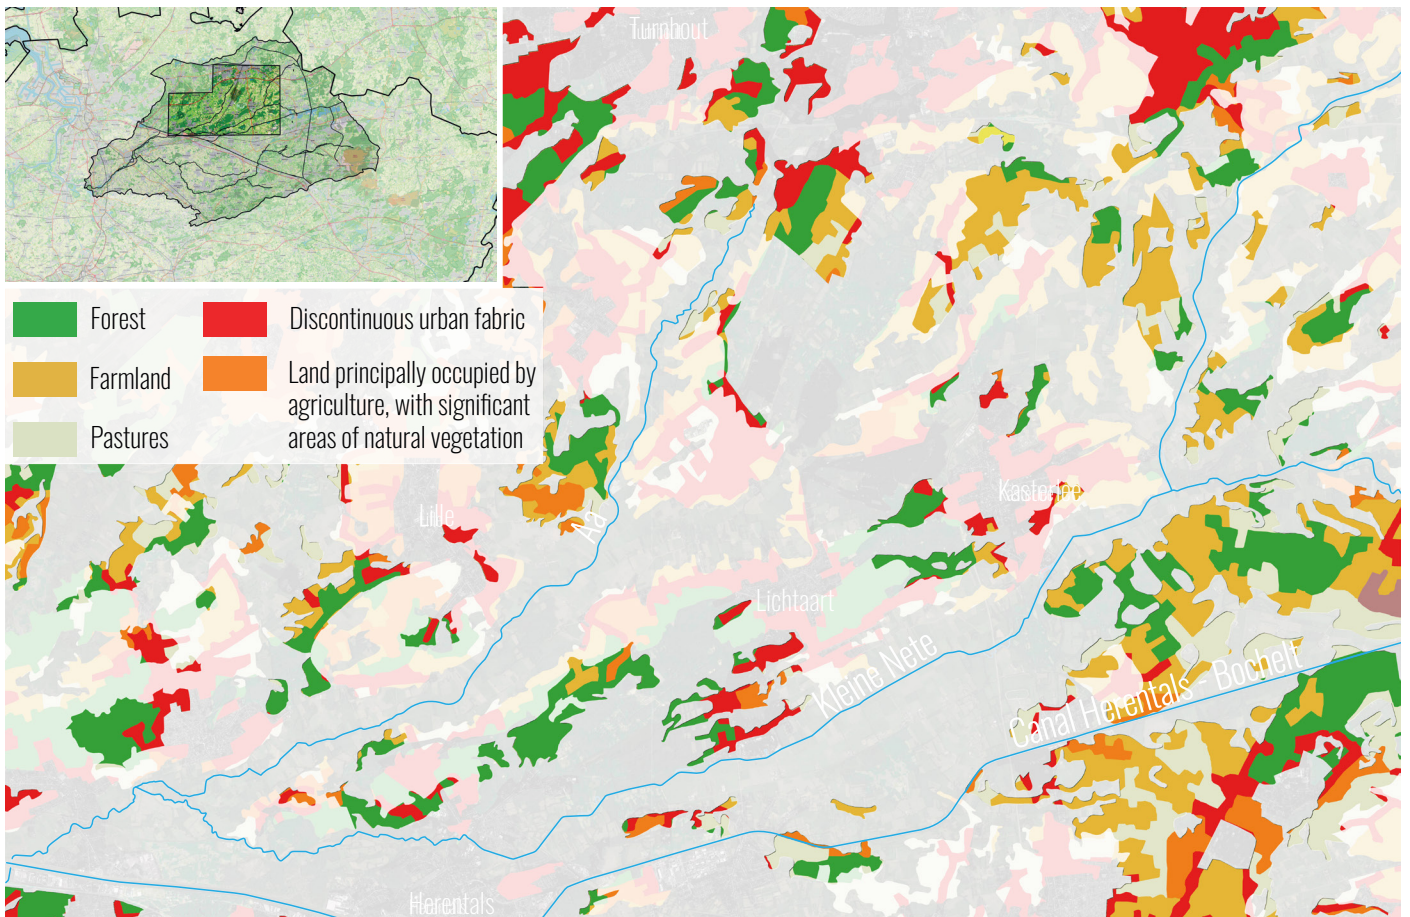 Turnhout
Forest
Discontinuous urban fabric
Farmland
Land principally occupied by
agriculture, with significant
areas of natural vegetation
Pastures
Kasterlee
Lille
Aa
Lichtaart
Kleine Nete
Canal Herentals - Bochelt
Herentals